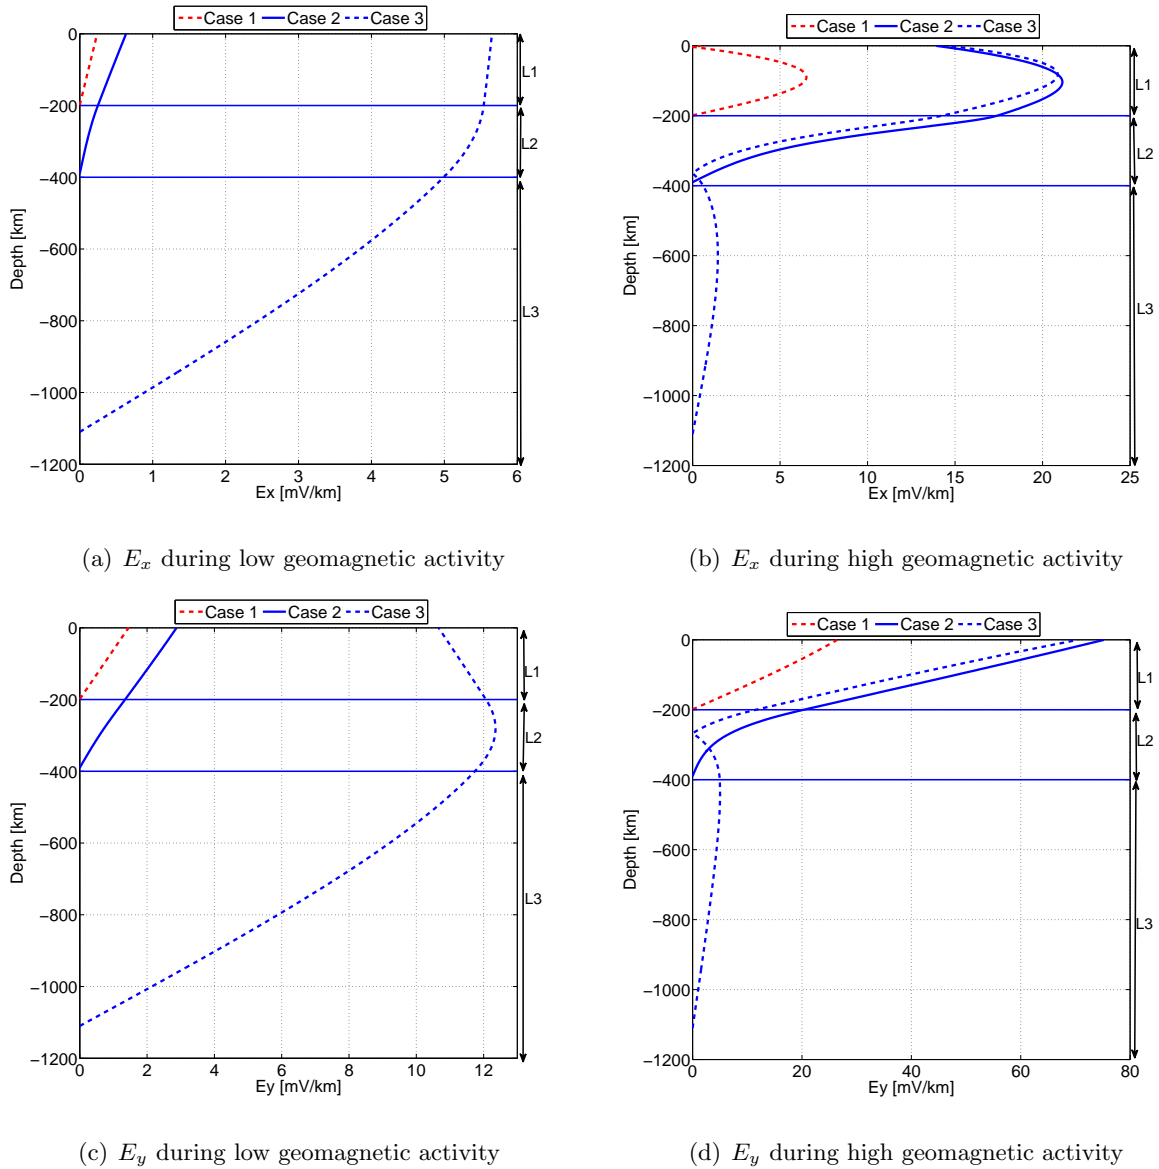 Case 1 Case 2 Case 3
0
−200
−400
−600
−800
−1000
−1200
Depth [km]
L1
L2
L3
0 1 2 3 4 5 6
Ex [mV/km]
(a) Ex during low geomagnetic activity
Case 1 Case 2 Case 3
0
−200
−400
−600
−800
−1000
−1200
Depth [km]
L1
L2
L3
0 5 10 15 20 25
Ex [mV/km]
(b) Ex during high geomagnetic activity
Case 1 Case 2 Case 3
0
−200
−400
−600
−800
−1000
−1200
Depth [km]
L1
L2
L3
0 2 4 6 8 10 12
Ey [mV/km]
(c) Ey during low geomagnetic activity
Case 1 Case 2 Case 3
0
−200
−400
−600
−800
−1000
−1200
Depth [km]
L1
L2
L3
0 20 40 60 80
Ey [mV/km]
(d) Ey during high geomagnetic activity